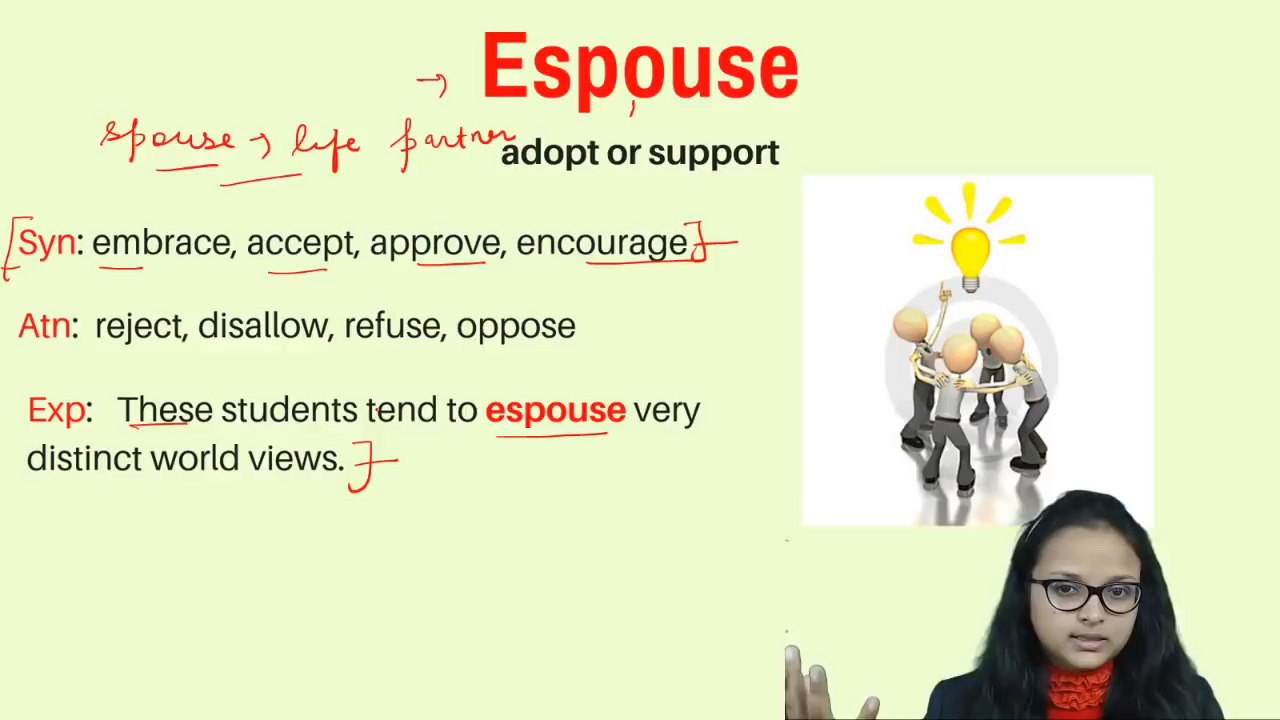 → Espouse
spouse → life partner
adopt or support
Syn: embrace, accept, approve, encourage
Atn: reject, disallow, refuse, oppose
Exp: These students tend to espouse very
distinct world views.